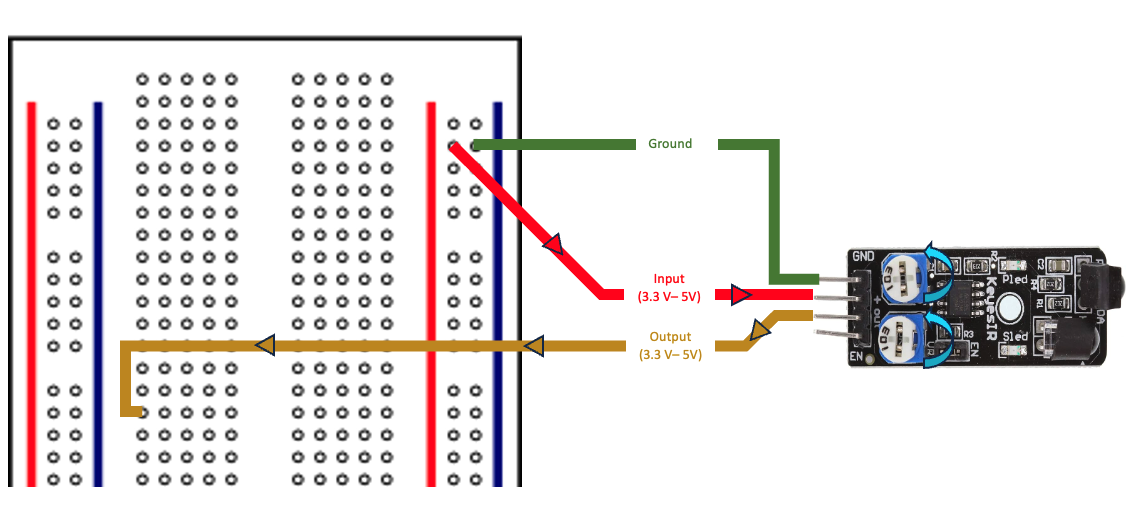 Ground
Input
(3.3 V– 5V)
Output
(3.3 V– 5V)
GND
+
out
EN
103
103
KeyesIR
Pled
Sled
R2
C2
R4
R1
R3
EN